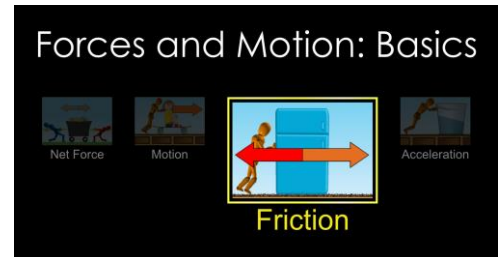 Forces and Motion: Basics
Net Force
Motion
Friction
Acceleration